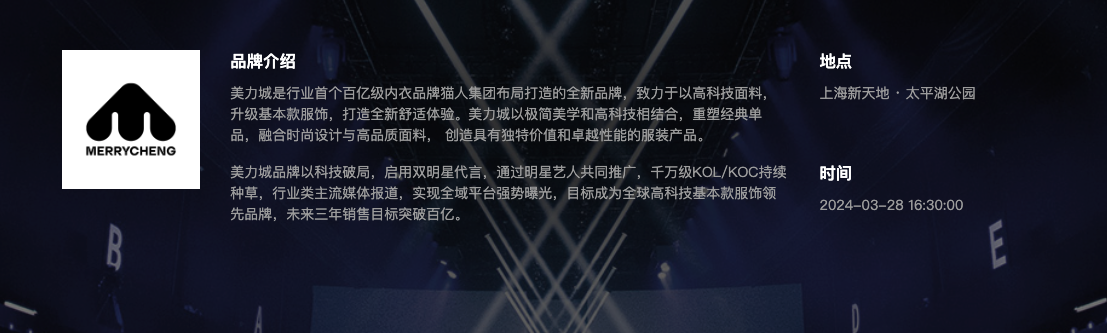 MERRYCHENG
品牌介绍
美力城是行业首个百亿级内衣品牌猫人集团布局打造的全新品牌，致力于以高科技面料，
升级基本款服饰，打造全新舒适体验。美力城以极简美学和高科技相结合，重塑经典单
品，融合时尚设计与高品质面料， 创造具有独特价值和卓越性能的服装产品。
美力城品牌以科技破局，启用双明星代言，通过明星艺人共同推广，千万级KOL/KOC持续
种草，行业类主流媒体报道，实现全域平台强势曝光，目标成为全球高科技基本款服饰领
先品牌，未来三年销售目标突破百亿。
地点
上海新天地 · 太平湖公园
时间
2024-03-28 16:30:00
B
E
A
D